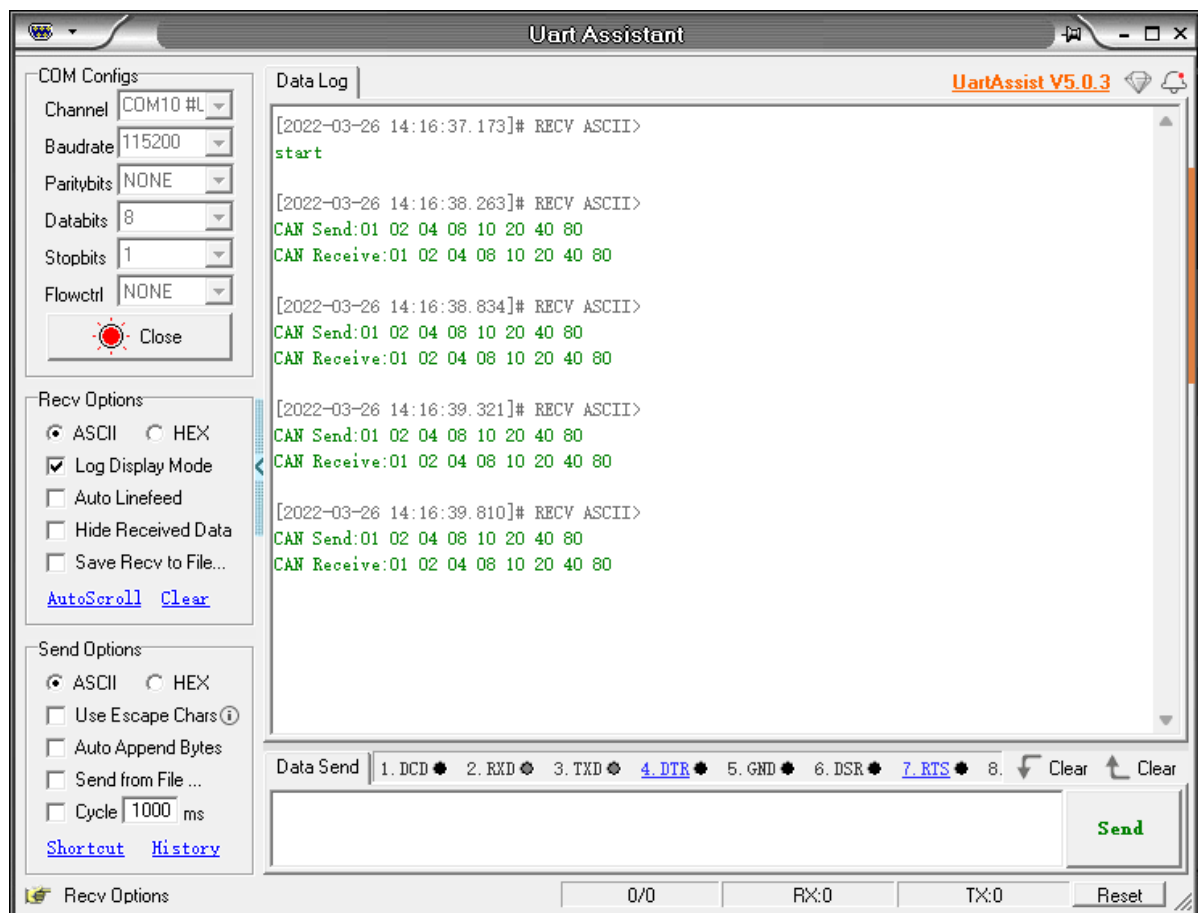 Uart Assistant
COM Configs
Channel COM10 #U
Baudrate 115200
Paritybits NONE
Databits 8
Stopbits 1
Flowctrl NONE
Close
Recv Options
ASCII HEX
Log Display Mode
Auto Linefeed
Hide Received Data
Save Recv to File...
AutoScroll Clear
Send Options
ASCII HEX
Use Escape Chars
Auto Append Bytes
Send from File ...
Cycle 1000 ms
Shortcut History
Data Log
UartAssist V5.0.3
[2022-03-26 14:16:37.173]# RECV ASCII>
start
[2022-03-26 14:16:38.263]# RECV ASCII>
CAN Send:01 02 04 08 10 20 40 80
CAN Receive:01 02 04 08 10 20 40 80
[2022-03-26 14:16:38.834]# RECV ASCII>
CAN Send:01 02 04 08 10 20 40 80
CAN Receive:01 02 04 08 10 20 40 80
[2022-03-26 14:16:39.321]# RECV ASCII>
CAN Send:01 02 04 08 10 20 40 80
CAN Receive:01 02 04 08 10 20 40 80
[2022-03-26 14:16:39.810]# RECV ASCII>
CAN Send:01 02 04 08 10 20 40 80
CAN Receive:01 02 04 08 10 20 40 80
Data Send 1. DCD 2. RXD 3. TXD 4. DTR 5. GND 6. DSR 7. RTS 8. Clear Clear
Send
Recv Options 0/0 RX:0 TX:0 Reset